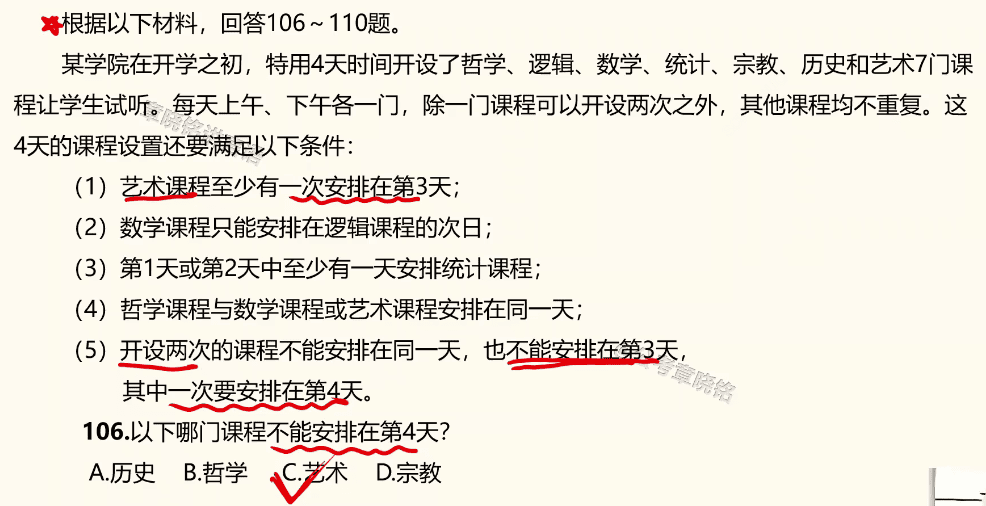 根据以下材料，回答106～110题。
某学院在开学之初，特用4天时间开设了哲学、逻辑、数学、统计、宗教、历史和艺术7门课
程让学生试听。每天上午、下午各一门，除一门课程可以开设两次之外，其他课程均不重复。这
4天的课程设置还要满足以下条件：
（1）艺术课程至少有一次安排在第3天；
（2）数学课程只能安排在逻辑课程的次日；
（3）第1天或第2天中至少有一天安排统计课程；
（4）哲学课程与数学课程或艺术课程安排在同一天；
（5）开设两次的课程不能安排在同一天，也不能安排在第3天，
其中一次要安排在第4天。
106.以下哪门课程不能安排在第4天？
A.历史 B.哲学 C.艺术 D.宗教